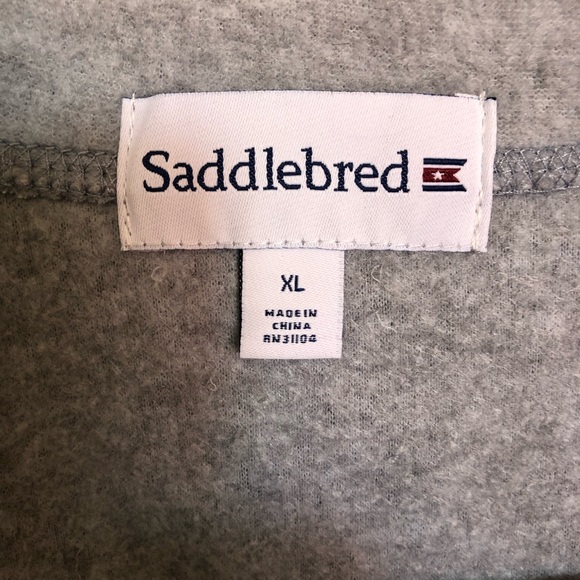 Saddlebred
XL
MADE IN
CHINA
RN31104